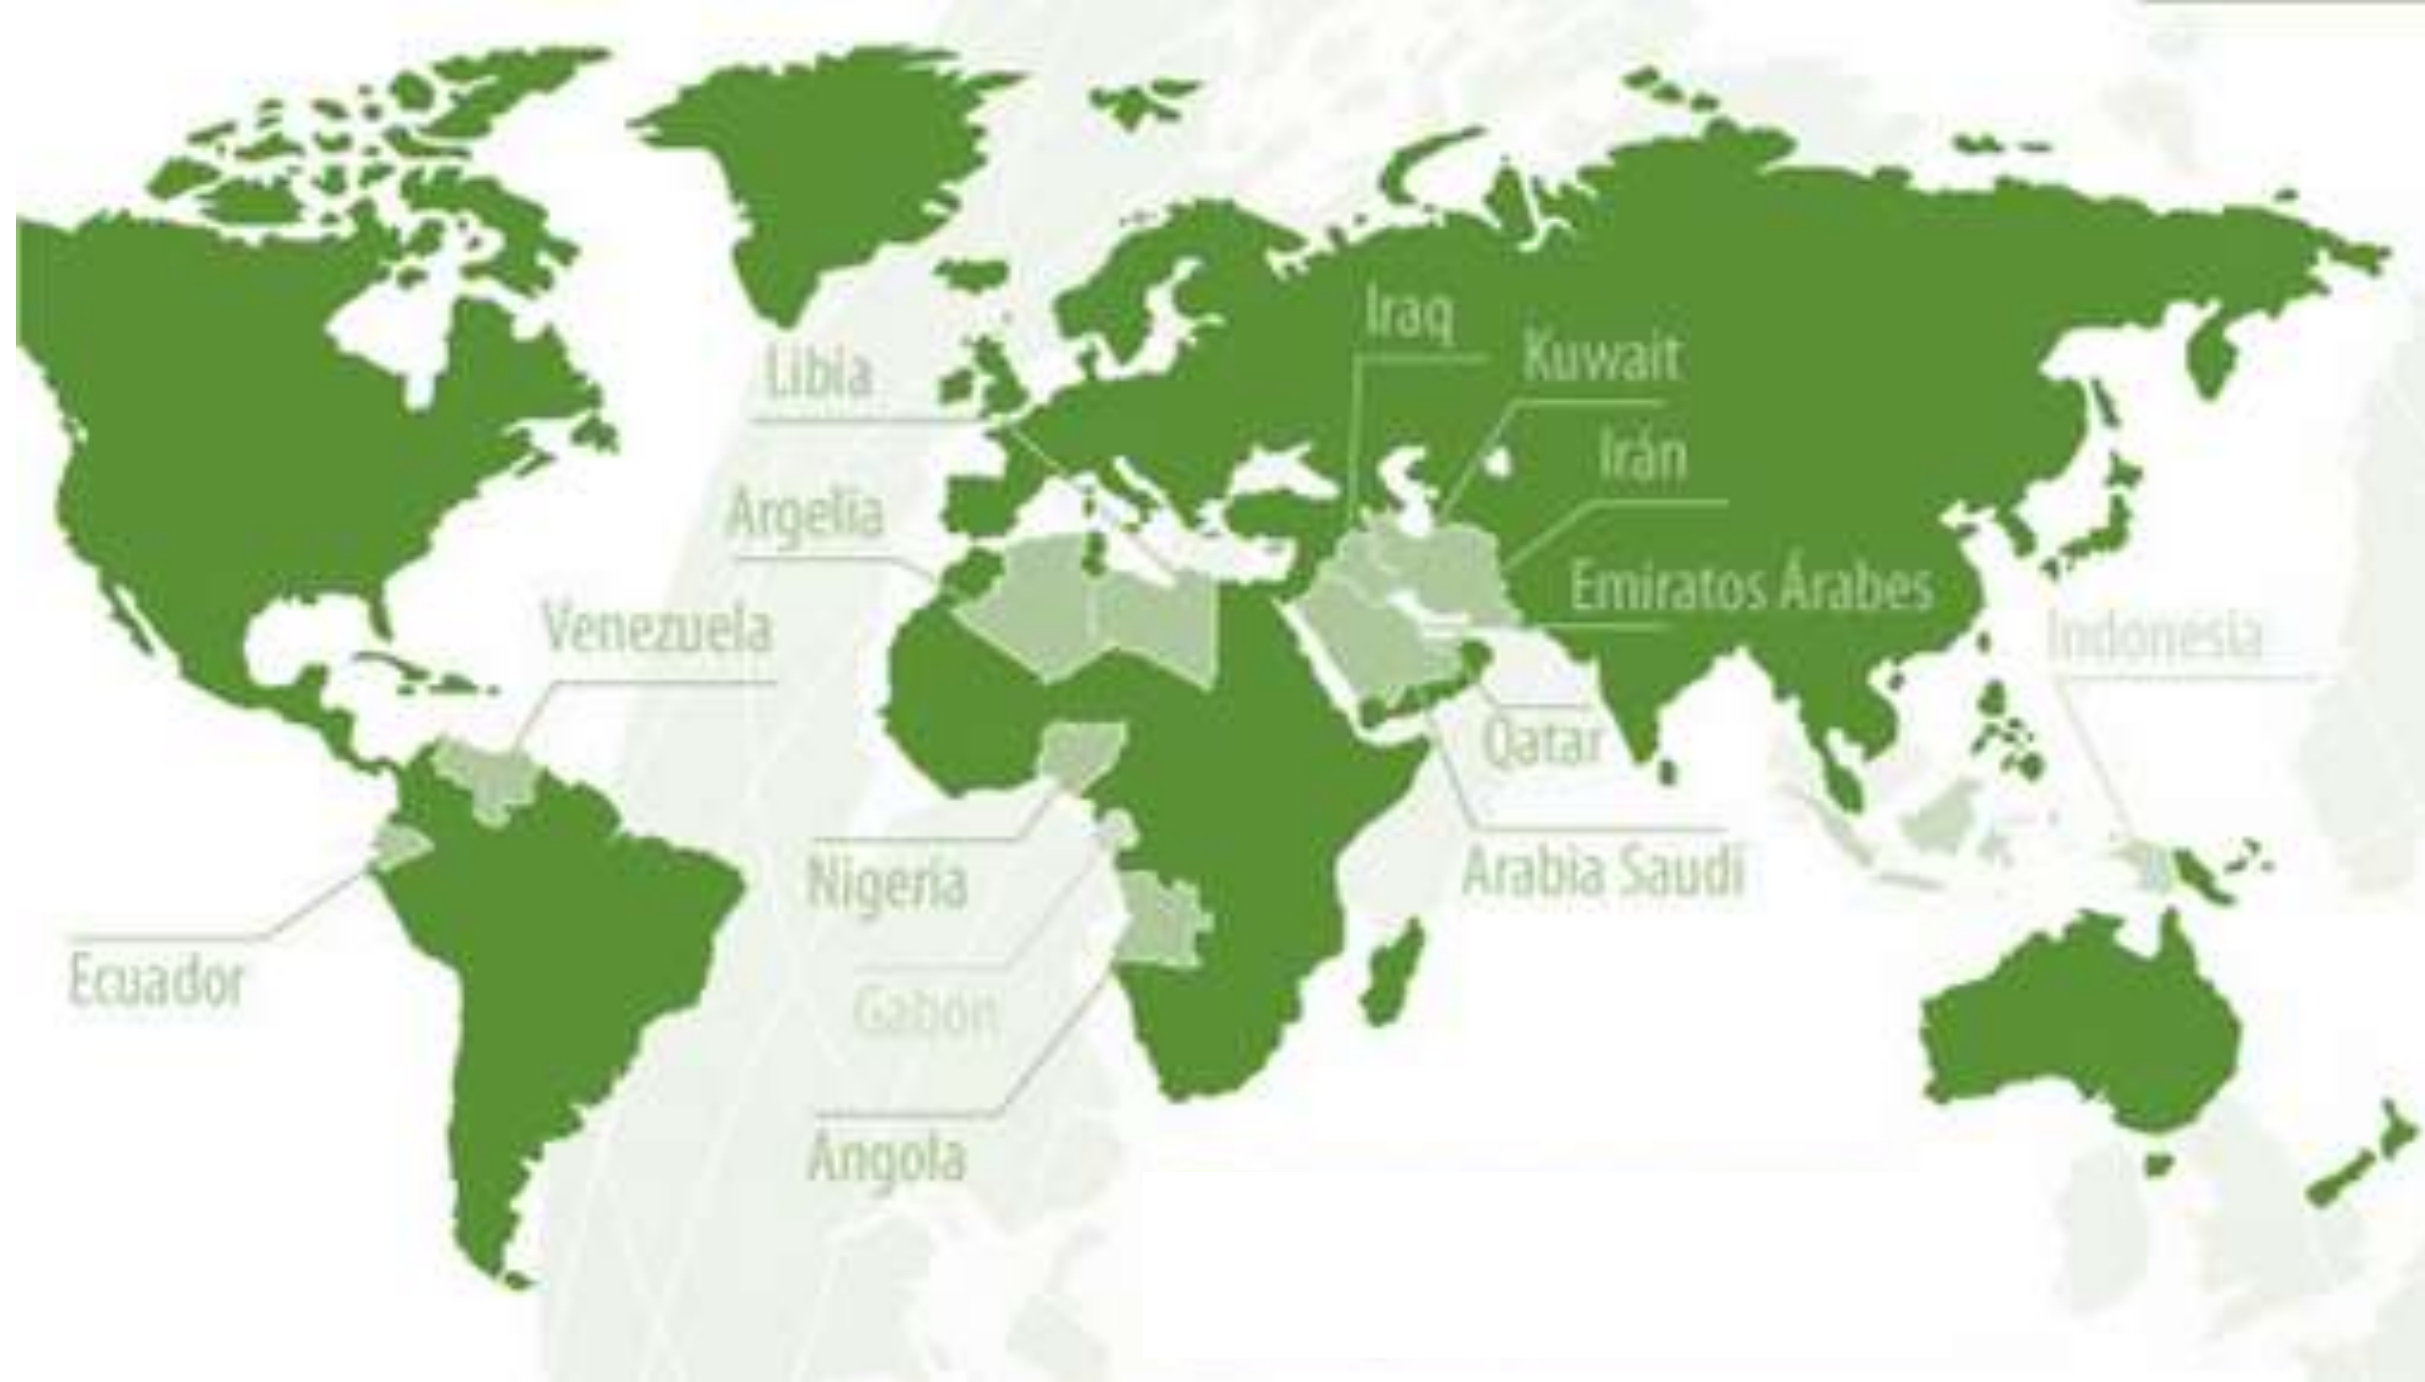 Iraq
Kuwait
Libia
Irán
Argelia
Emiratos Árabes
Venezuela
Indonesia
Qatar
Nigeria
Arabia Saudí
Ecuador
Gabón
Angola